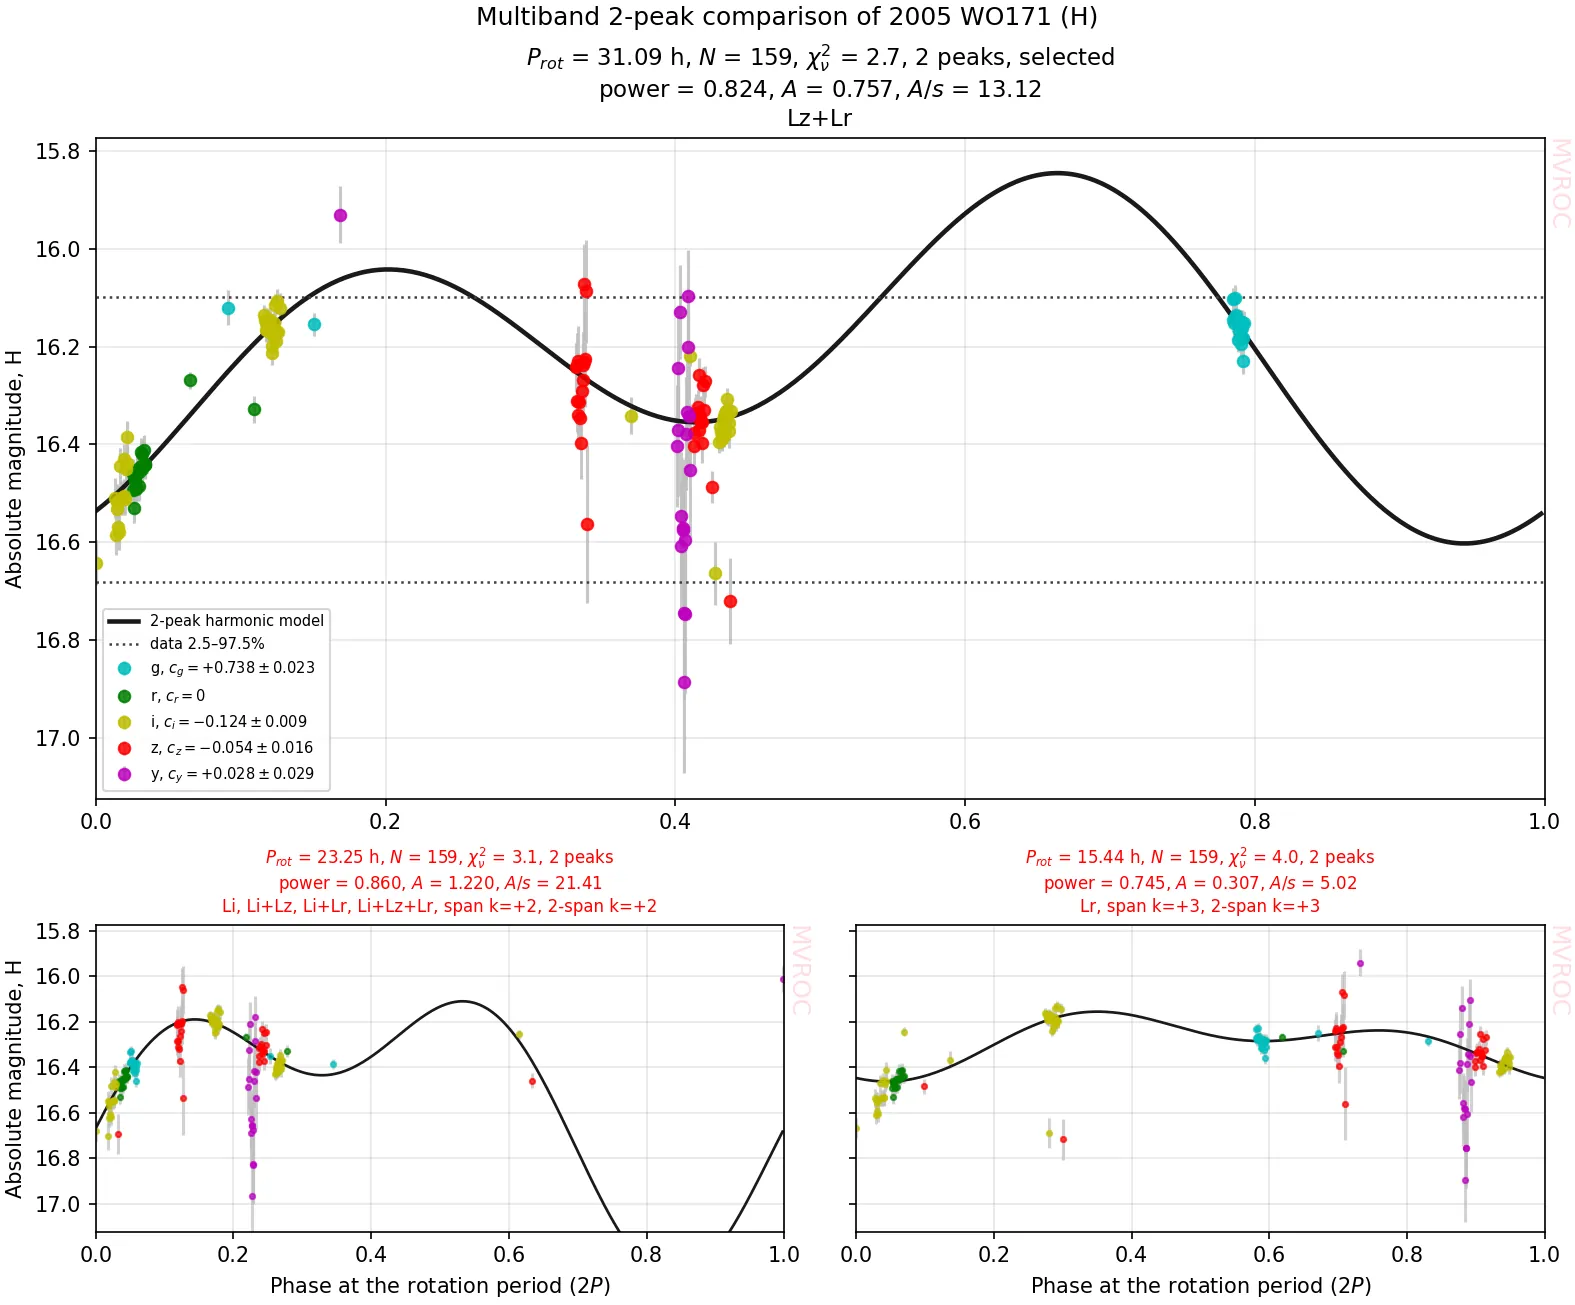 Multiband 2-peak comparison of 2005 WO171 (H)
P_rot = 31.09 h, N = 159, χ²_ν = 2.7, 2 peaks, selected
power = 0.824, A = 0.757, A/s = 13.12
Lz+Lr
15.8
16.0
16.2
16.4
16.6
16.8
17.0
Absolute magnitude, H
MVROC
2-peak harmonic model
data 2.5–97.5%
g, c_g = +0.738 ± 0.023
r, c_r = 0
i, c_i = −0.124 ± 0.009
z, c_z = −0.054 ± 0.016
y, c_y = +0.028 ± 0.029
0.0 0.2 0.4 0.6 0.8 1.0
P_rot = 23.25 h, N = 159, χ²_ν = 3.1, 2 peaks
power = 0.860, A = 1.220, A/s = 21.41
Li, Li+Lz, Li+Lr, Li+Lz+Lr, span k=+2, 2-span k=+2
15.8
16.0
16.2
16.4
16.6
16.8
17.0
Absolute magnitude, H
MVROC
0.0 0.2 0.4 0.6 0.8 1.0
Phase at the rotation period (2P)
P_rot = 15.44 h, N = 159, χ²_ν = 4.0, 2 peaks
power = 0.745, A = 0.307, A/s = 5.02
Lr, span k=+3, 2-span k=+3
MVROC
0.0 0.2 0.4 0.6 0.8 1.0
Phase at the rotation period (2P)